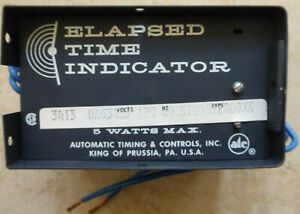 ELAPSED
TIME
INDICATOR
VOLTS HZ TYPE
3413 120 60
5 WATTS MAX.
AUTOMATIC TIMING & CONTROLS, INC.
KING OF PRUSSIA, PA. U.S.A.
atc